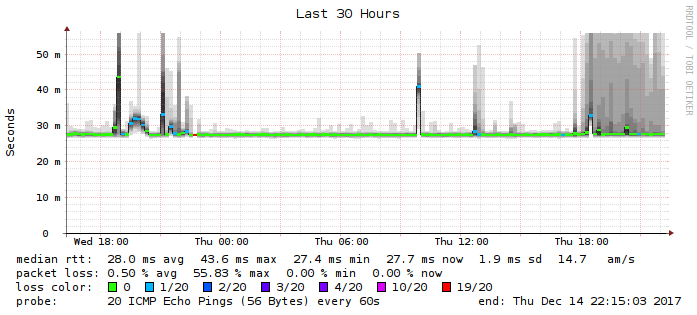 Last 30 Hours
RRDTOOL / TOBI OETIKER
Seconds
50 m
40 m
30 m
20 m
10 m
0
Wed 18:00 Thu 00:00 Thu 06:00 Thu 12:00 Thu 18:00
median rtt: 28.0 ms avg 43.6 ms max 27.4 ms min 27.7 ms now 1.9 ms sd 14.7 am/s
packet loss: 0.50 % avg 55.83 % max 0.00 % min 0.00 % now
loss color: 0 1/20 2/20 3/20 4/20 10/20 19/20
probe: 20 ICMP Echo Pings (56 Bytes) every 60s end: Thu Dec 14 22:15:03 2017